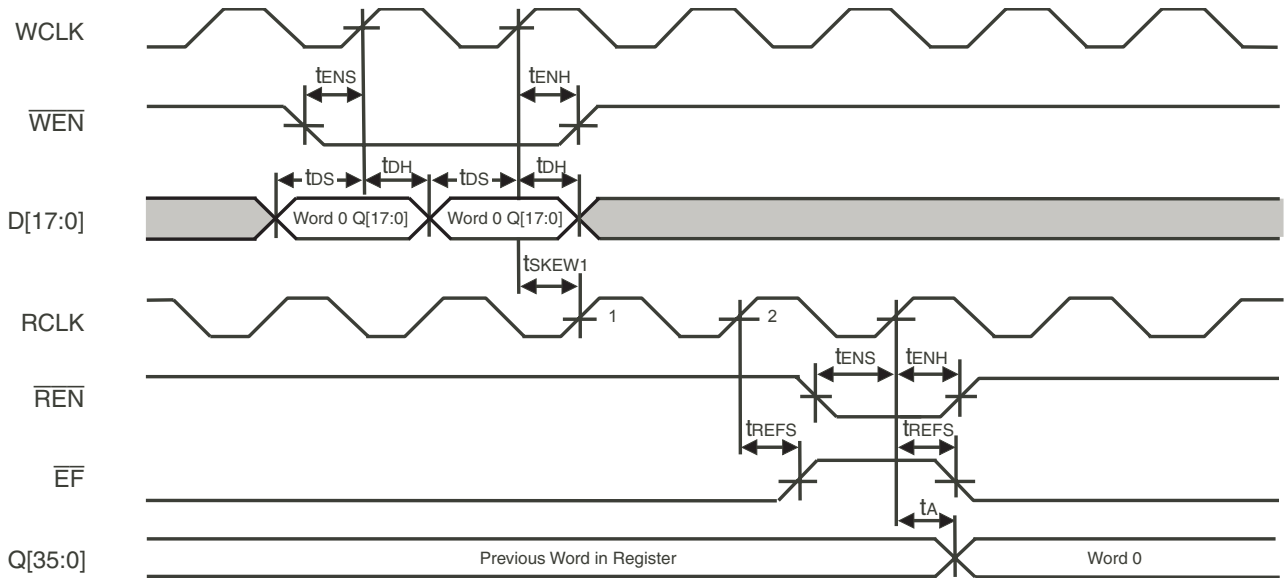 WCLK
tENS
tENH
WEN
tDS
tDH
tDS
tDH
D[17:0]
Word 0 Q[17:0]
Word 0 Q[17:0]
tSKEW1
RCLK
1
2
tENS
tENH
REN
tREFS
tREFS
EF
tA
Q[35:0]
Previous Word in Register
Word 0